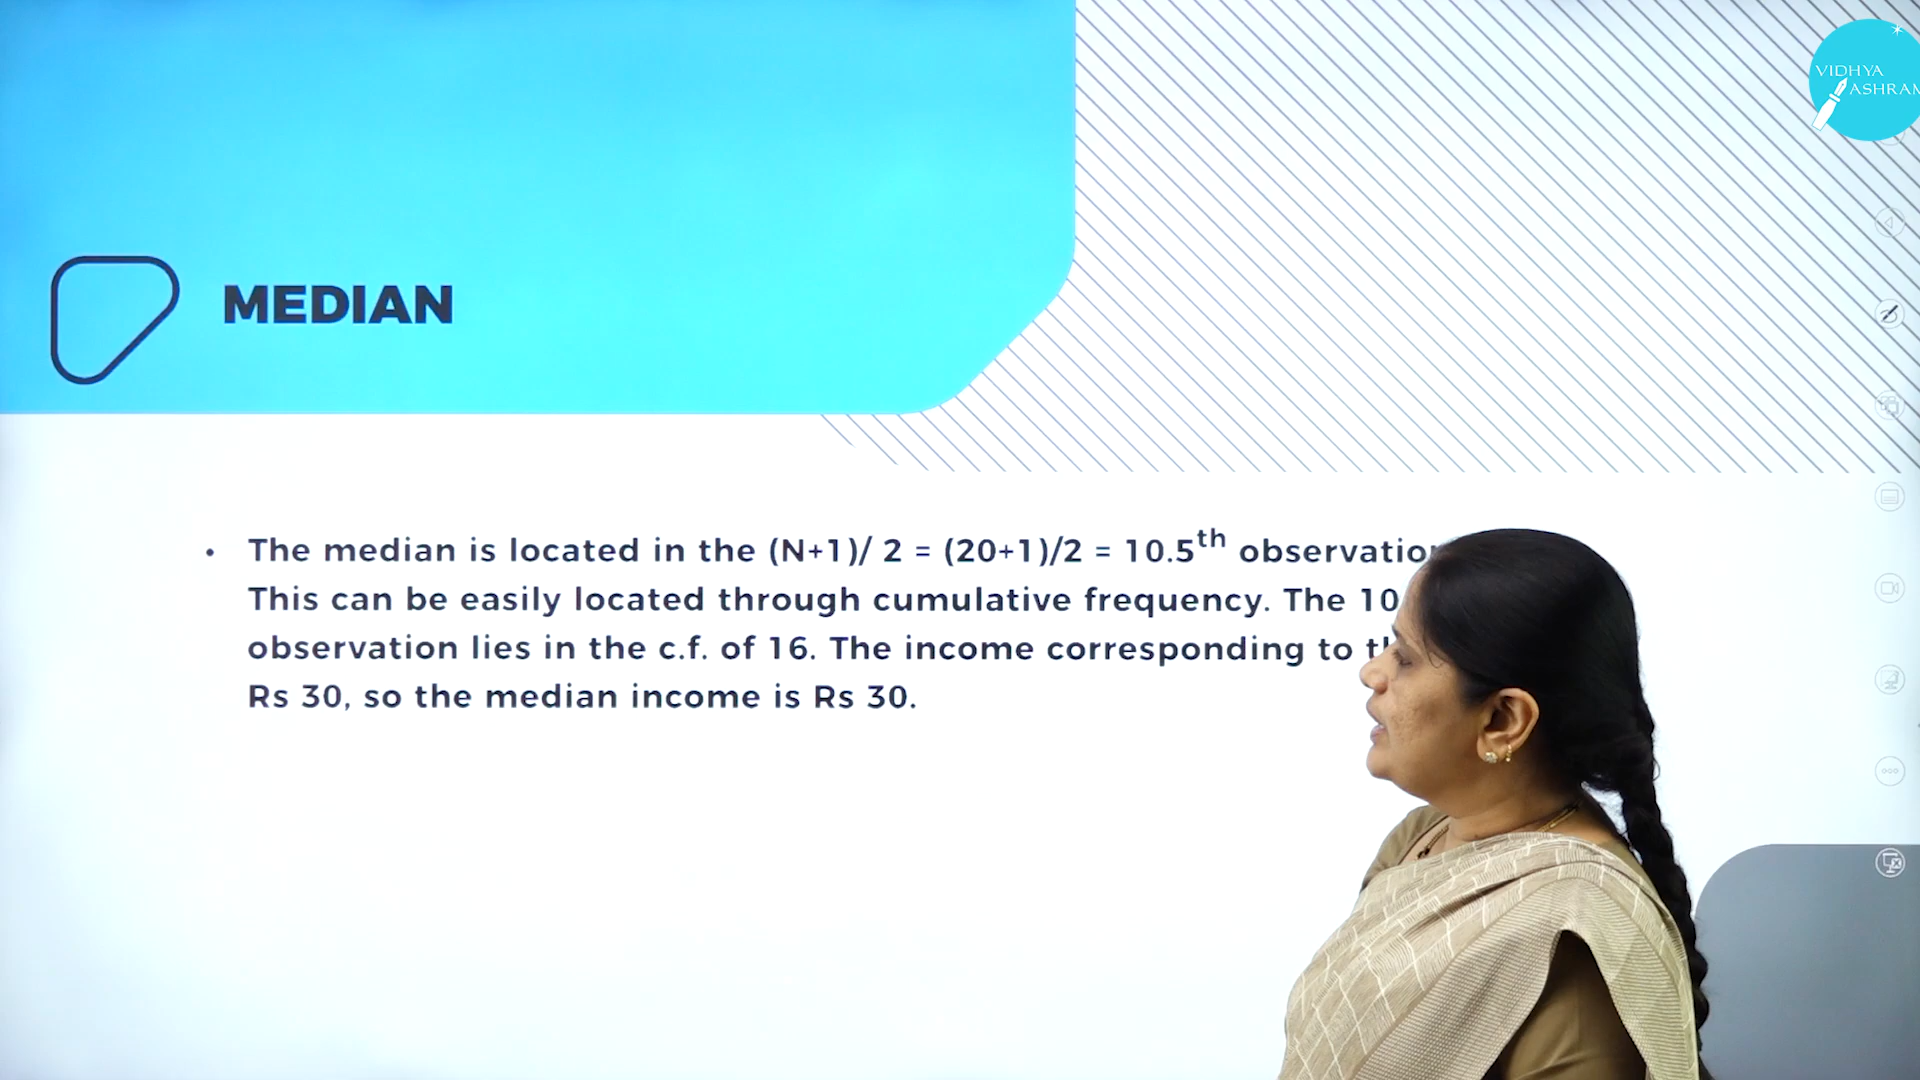 VIDHYA
MEDIAN
• The median is located in the (N+1)/ 2 = (20+1)/2 = 10.5th
This can be easily located through cumulative frequency. The 10
observation lies in the c.f. of 16. The income corresponding to
Rs 30, so the median income is Rs 30.